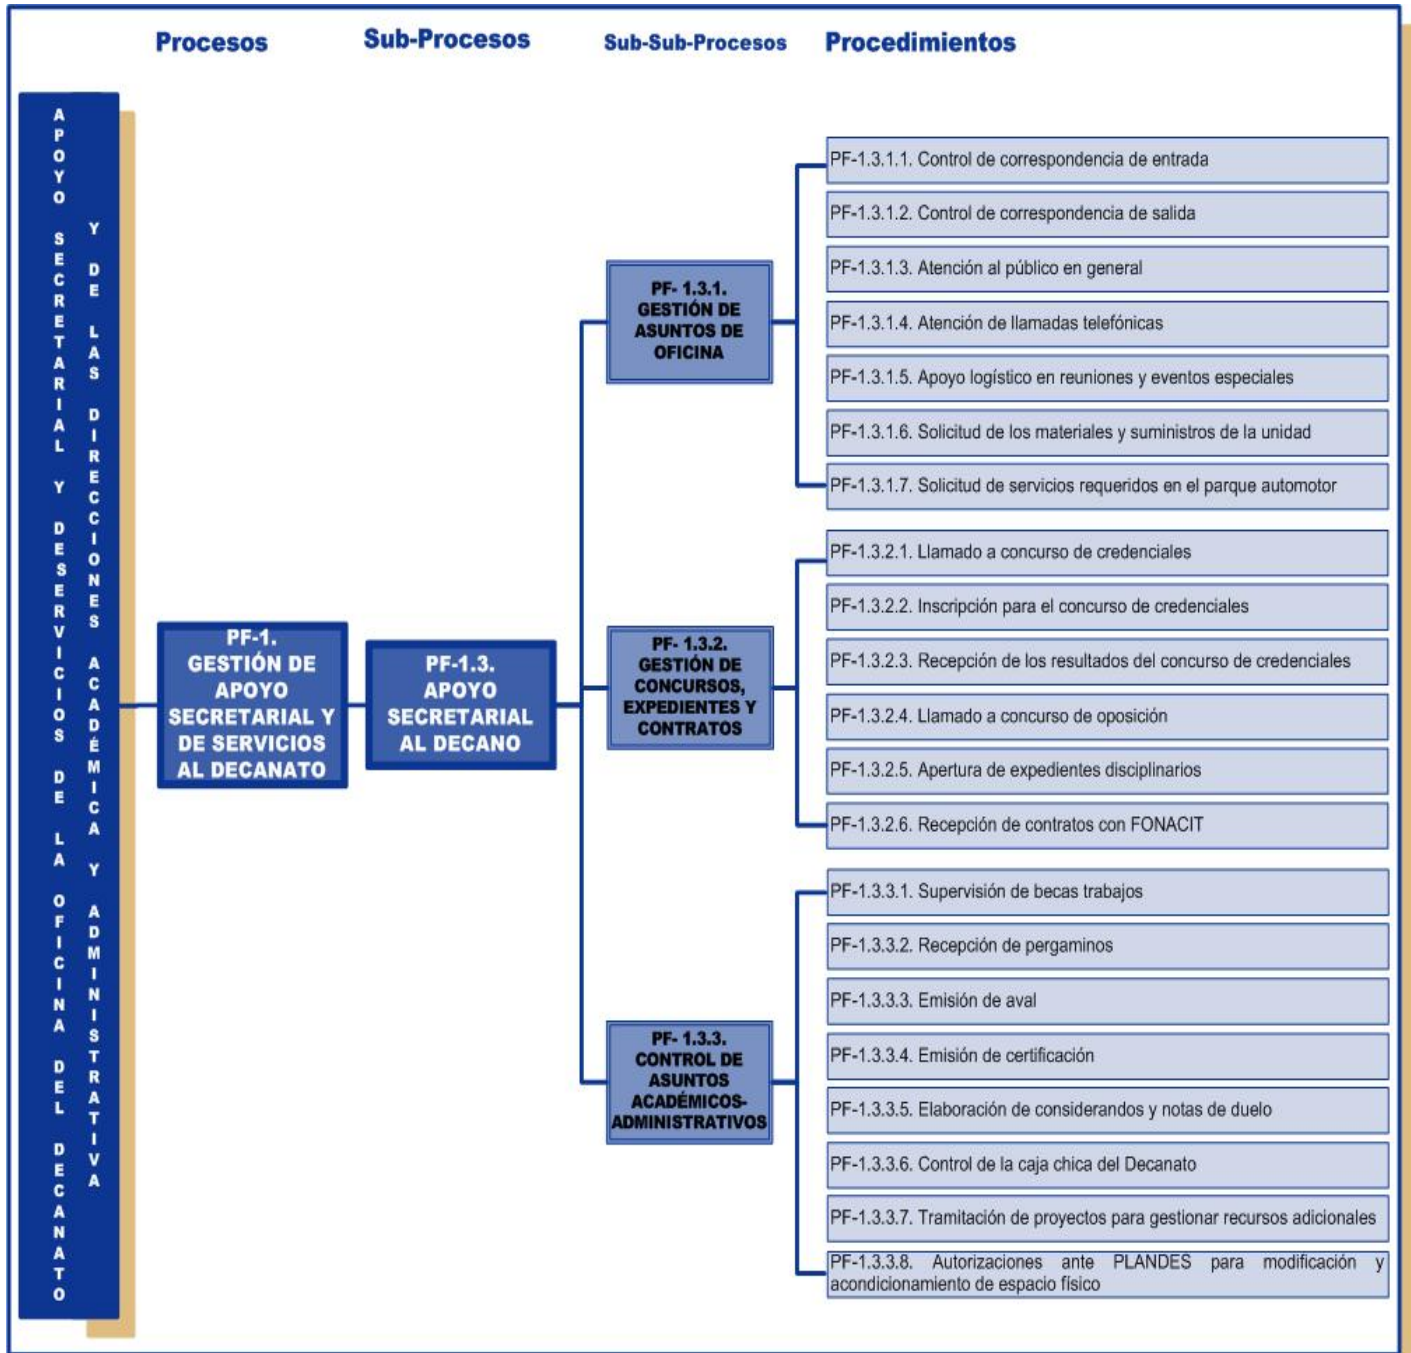 Procesos
Sub-Procesos
Sub-Sub-Procesos
Procedimientos
APOYO SECRETARIAL Y DESERVICIOS DE LA OFICINA DEL DECANATO
Y DE LAS DIRECCIONES ACADÉMICA Y ADMINISTRATIVA
PF-1.
GESTIÓN DE
APOYO
SECRETARIAL Y
DE SERVICIOS
AL DECANATO
PF-1.3.
APOYO
SECRETARIAL
AL DECANO
PF- 1.3.1.
GESTIÓN DE
ASUNTOS DE
OFICINA
PF-1.3.1.1. Control de correspondencia de entrada
PF-1.3.1.2. Control de correspondencia de salida
PF-1.3.1.3. Atención al público en general
PF-1.3.1.4. Atención de llamadas telefónicas
PF-1.3.1.5. Apoyo logístico en reuniones y eventos especiales
PF-1.3.1.6. Solicitud de los materiales y suministros de la unidad
PF-1.3.1.7. Solicitud de servicios requeridos en el parque automotor
PF- 1.3.2.
GESTIÓN DE
CONCURSOS,
EXPEDIENTES Y
CONTRATOS
PF-1.3.2.1. Llamado a concurso de credenciales
PF-1.3.2.2. Inscripción para el concurso de credenciales
PF-1.3.2.3. Recepción de los resultados del concurso de credenciales
PF-1.3.2.4. Llamado a concurso de oposición
PF-1.3.2.5. Apertura de expedientes disciplinarios
PF-1.3.2.6. Recepción de contratos con FONACIT
PF- 1.3.3.
CONTROL DE
ASUNTOS
ACADÉMICOS-
ADMINISTRATIVOS
PF-1.3.3.1. Supervisión de becas trabajos
PF-1.3.3.2. Recepción de pergaminos
PF-1.3.3.3. Emisión de aval
PF-1.3.3.4. Emisión de certificación
PF-1.3.3.5. Elaboración de considerandos y notas de duelo
PF-1.3.3.6. Control de la caja chica del Decanato
PF-1.3.3.7. Tramitación de proyectos para gestionar recursos adicionales
PF-1.3.3.8. Autorizaciones ante PLANDES para modificación y
acondicionamiento de espacio físico